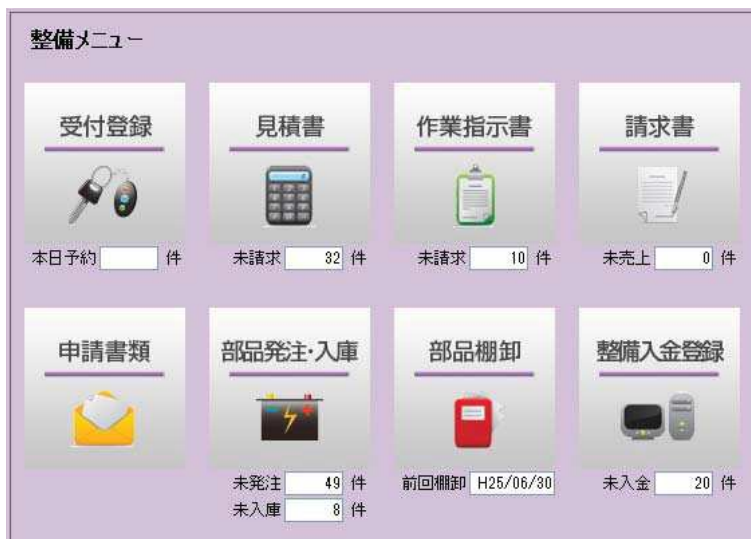 整備メニュー
受付登録 見積書 作業指示書 請求書
本日予約 件 未請求 32 件 未請求 10 件 未売上 0 件
申請書類 部品発注・入庫 部品棚卸 整備入金登録
未発注 49 件 前回棚卸 H25/06/30 未入金 20 件
未入庫 8 件